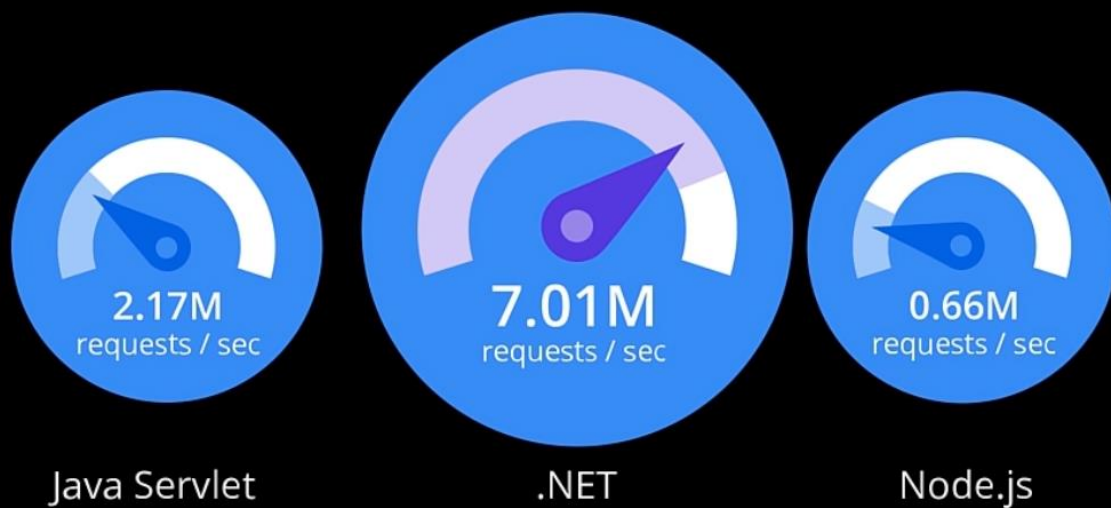 2.17M
requests / sec
Java Servlet
7.01M
requests / sec
.NET
0.66M
requests / sec
Node.js